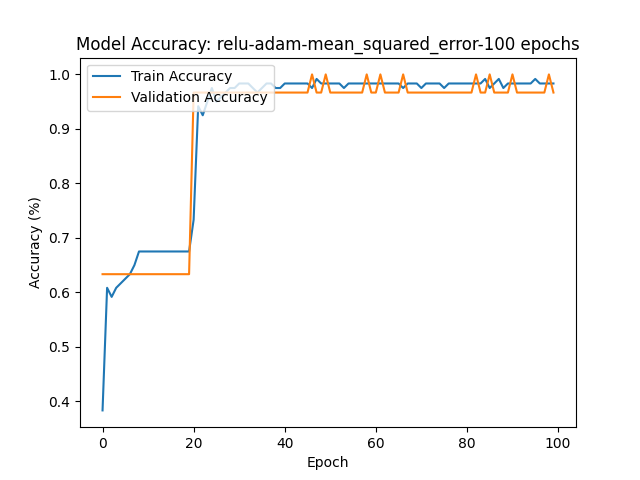 Model Accuracy: relu-adam-mean_squared_error-100 epochs
Train Accuracy
Validation Accuracy
Accuracy (%)
1.0
0.9
0.8
0.7
0.6
0.5
0.4
0 20 40 60 80 100
Epoch